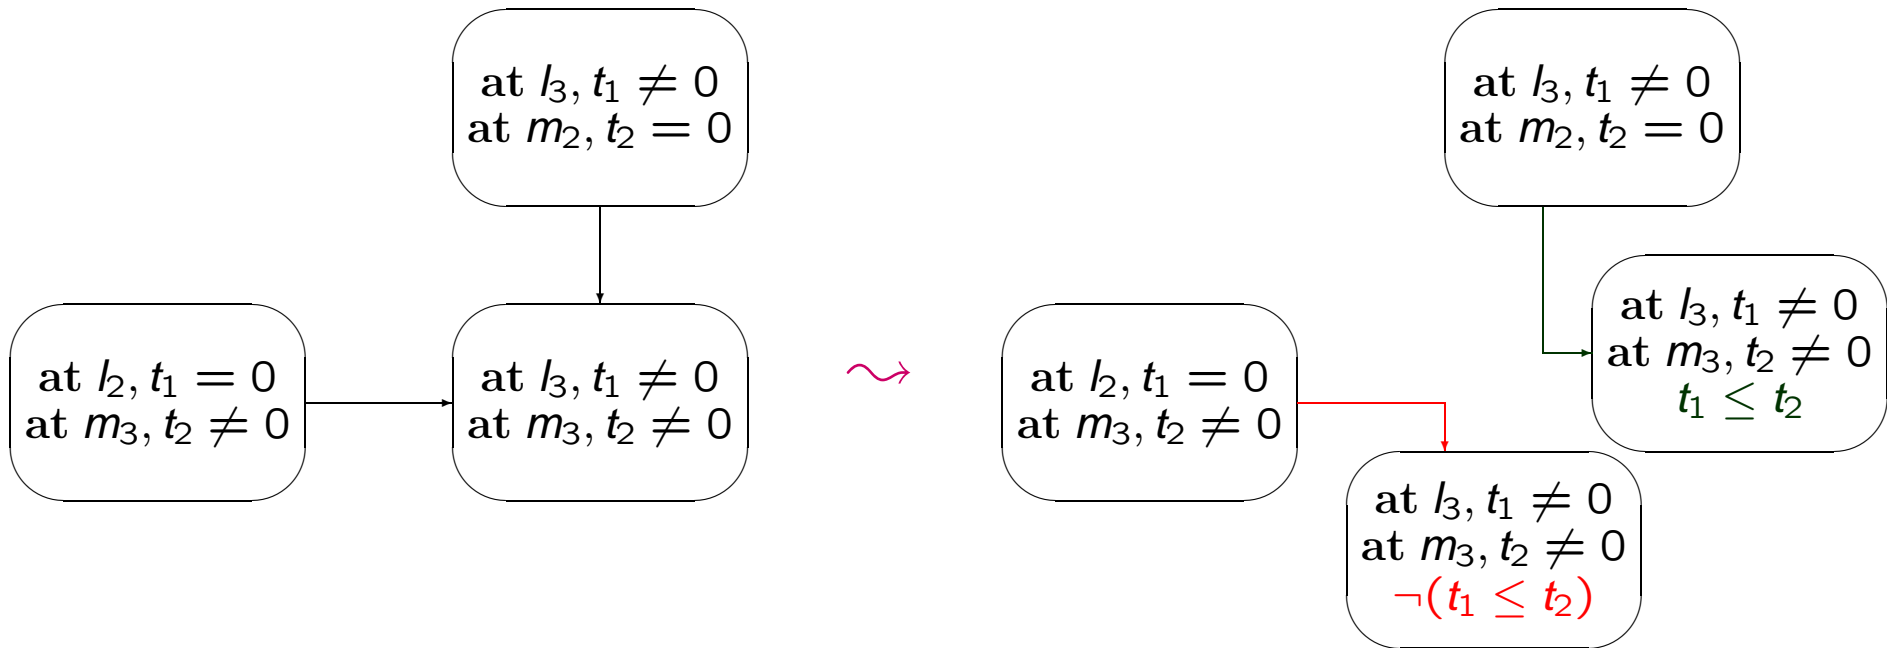 at l₃, t₁ ≠ 0
at m₂, t₂ = 0
at l₂, t₁ = 0
at m₃, t₂ ≠ 0
at l₃, t₁ ≠ 0
at m₃, t₂ ≠ 0
⤳
at l₃, t₁ ≠ 0
at m₂, t₂ = 0
at l₃, t₁ ≠ 0
at m₃, t₂ ≠ 0
t₁ ≤ t₂
at l₂, t₁ = 0
at m₃, t₂ ≠ 0
at l₃, t₁ ≠ 0
at m₃, t₂ ≠ 0
¬(t₁ ≤ t₂)